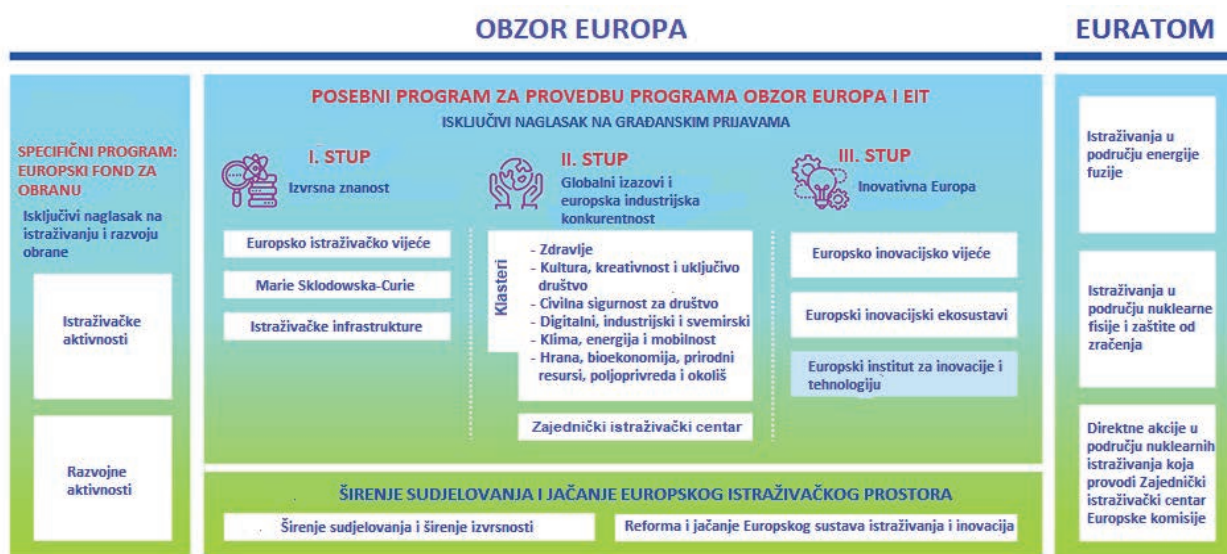 OBZOR EUROPA
EURATOM
SPECIFIČNI PROGRAM:
EUROPSKI FOND ZA
OBRANU
Isključivi naglasak na
istraživanju i razvoju
obrane
Istraživačke
aktivnosti
Razvojne
aktivnosti
POSEBNI PROGRAM ZA PROVEDBU PROGRAMA OBZOR EUROPA I EIT
ISKLJUČIVI NAGLASAK NA GRAĐANSKIM PRIJAVAMA
I. STUP
Izvrsna znanost
Europsko istraživačko vijeće
Marie Sklodowska-Curie
Istraživačke infrastrukture
II. STUP
Globalni izazovi i
europska industrijska
konkurentnost
Klasteri
- Zdravlje
- Kultura, kreativnost i uključivo
društvo
- Civilna sigurnost za društvo
- Digitalni, industrijski i svemirski
- Klima, energija i mobilnost
- Hrana, bioekonomija, prirodni
resursi, poljoprivreda i okoliš
Zajednički istraživački centar
III. STUP
Inovativna Europa
Europsko inovacijsko vijeće
Europski inovacijski ekosustavi
Europski institut za inovacije i
tehnologiju
ŠIRENJE SUDJELOVANJA I JAČANJE EUROPSKOG ISTRAŽIVAČKOG PROSTORA
Širenje sudjelovanja i širenje izvrsnosti
Reforma i jačanje Europskog sustava istraživanja i inovacija
Istraživanja u
području energije
fuzije
Istraživanja u
području nuklearne
fisije i zaštite od
zračenja
Direktne akcije u
području nuklearnih
istraživanja koja
provodi Zajednički
istraživački centar
Europske komisije